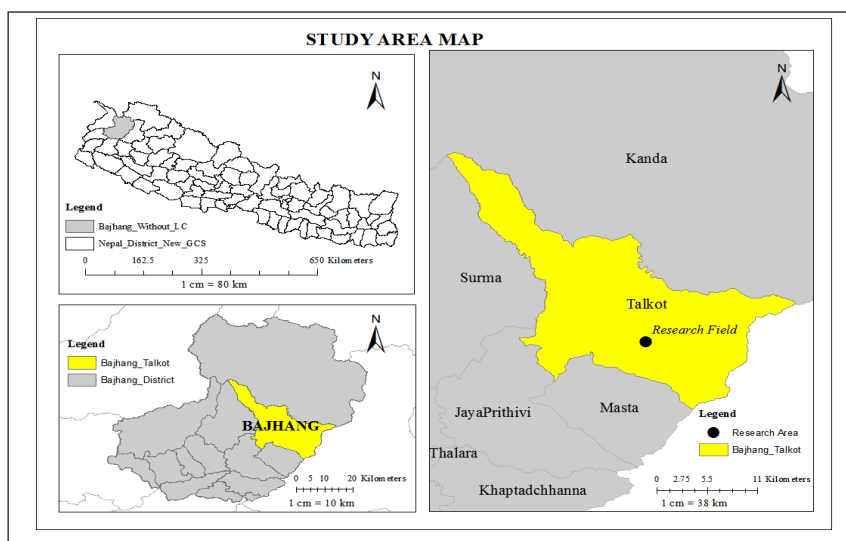 STUDY AREA MAP
N
Legend
Bajhang_Without_LC
Nepal_District_New_GCS
0 162.5 325 650 Kilometers
1 cm = 80 km
N
Legend
Bajhang_Talkot
Bajhang_District
BAJHANG
0 5 10 20 Kilometers
1 cm = 10 km
N
Kanda
Surma
Talkot
Research Field
JayaPrithivi
Masta
Thalara
Khaptadchhanna
Legend
Research Area
Bajhang_Talkot
0 2.75 5.5 11 Kilometers
1 cm = 38 km